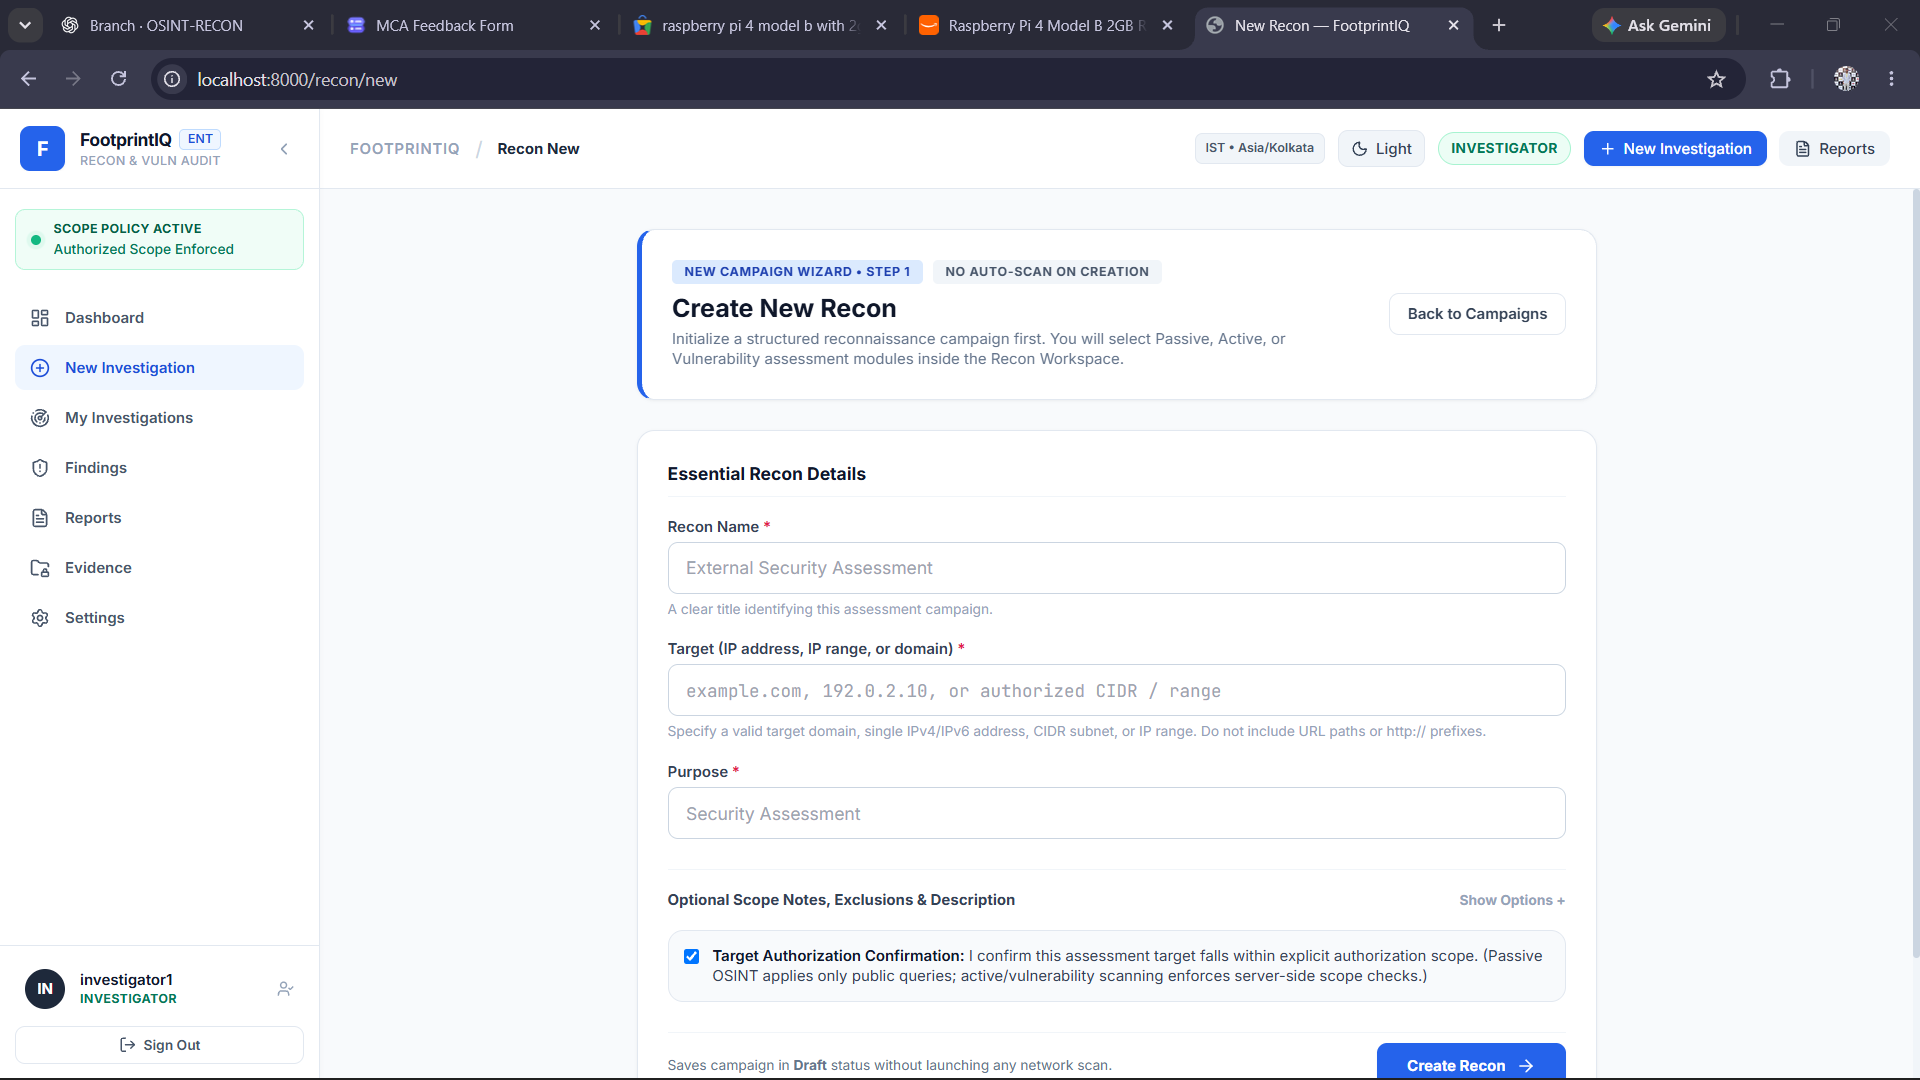 Branch · OSINT-RECON
MCA Feedback Form
raspberry pi 4 model b with 2
Raspberry Pi 4 Model B 2GB R
New Recon — FootprintIQ
Ask Gemini
localhost:8000/recon/new
F
FootprintIQ ENT
RECON & VULN AUDIT
FOOTPRINTIQ / Recon New
IST • Asia/Kolkata
Light
INVESTIGATOR
+ New Investigation
Reports
SCOPE POLICY ACTIVE
Authorized Scope Enforced
Dashboard
New Investigation
My Investigations
Findings
Reports
Evidence
Settings
NEW CAMPAIGN WIZARD • STEP 1
NO AUTO-SCAN ON CREATION
Create New Recon
Initialize a structured reconnaissance campaign first. You will select Passive, Active, or
Vulnerability assessment modules inside the Recon Workspace.
Back to Campaigns
Essential Recon Details
Recon Name *
External Security Assessment
A clear title identifying this assessment campaign.
Target (IP address, IP range, or domain) *
example.com, 192.0.2.10, or authorized CIDR / range
Specify a valid target domain, single IPv4/IPv6 address, CIDR subnet, or IP range. Do not include URL paths or http:// prefixes.
Purpose *
Security Assessment
Optional Scope Notes, Exclusions & Description
Show Options +
Target Authorization Confirmation: I confirm this assessment target falls within explicit authorization scope. (Passive
OSINT applies only public queries; active/vulnerability scanning enforces server-side scope checks.)
Saves campaign in Draft status without launching any network scan.
Create Recon →
IN
investigator1
INVESTIGATOR
Sign Out